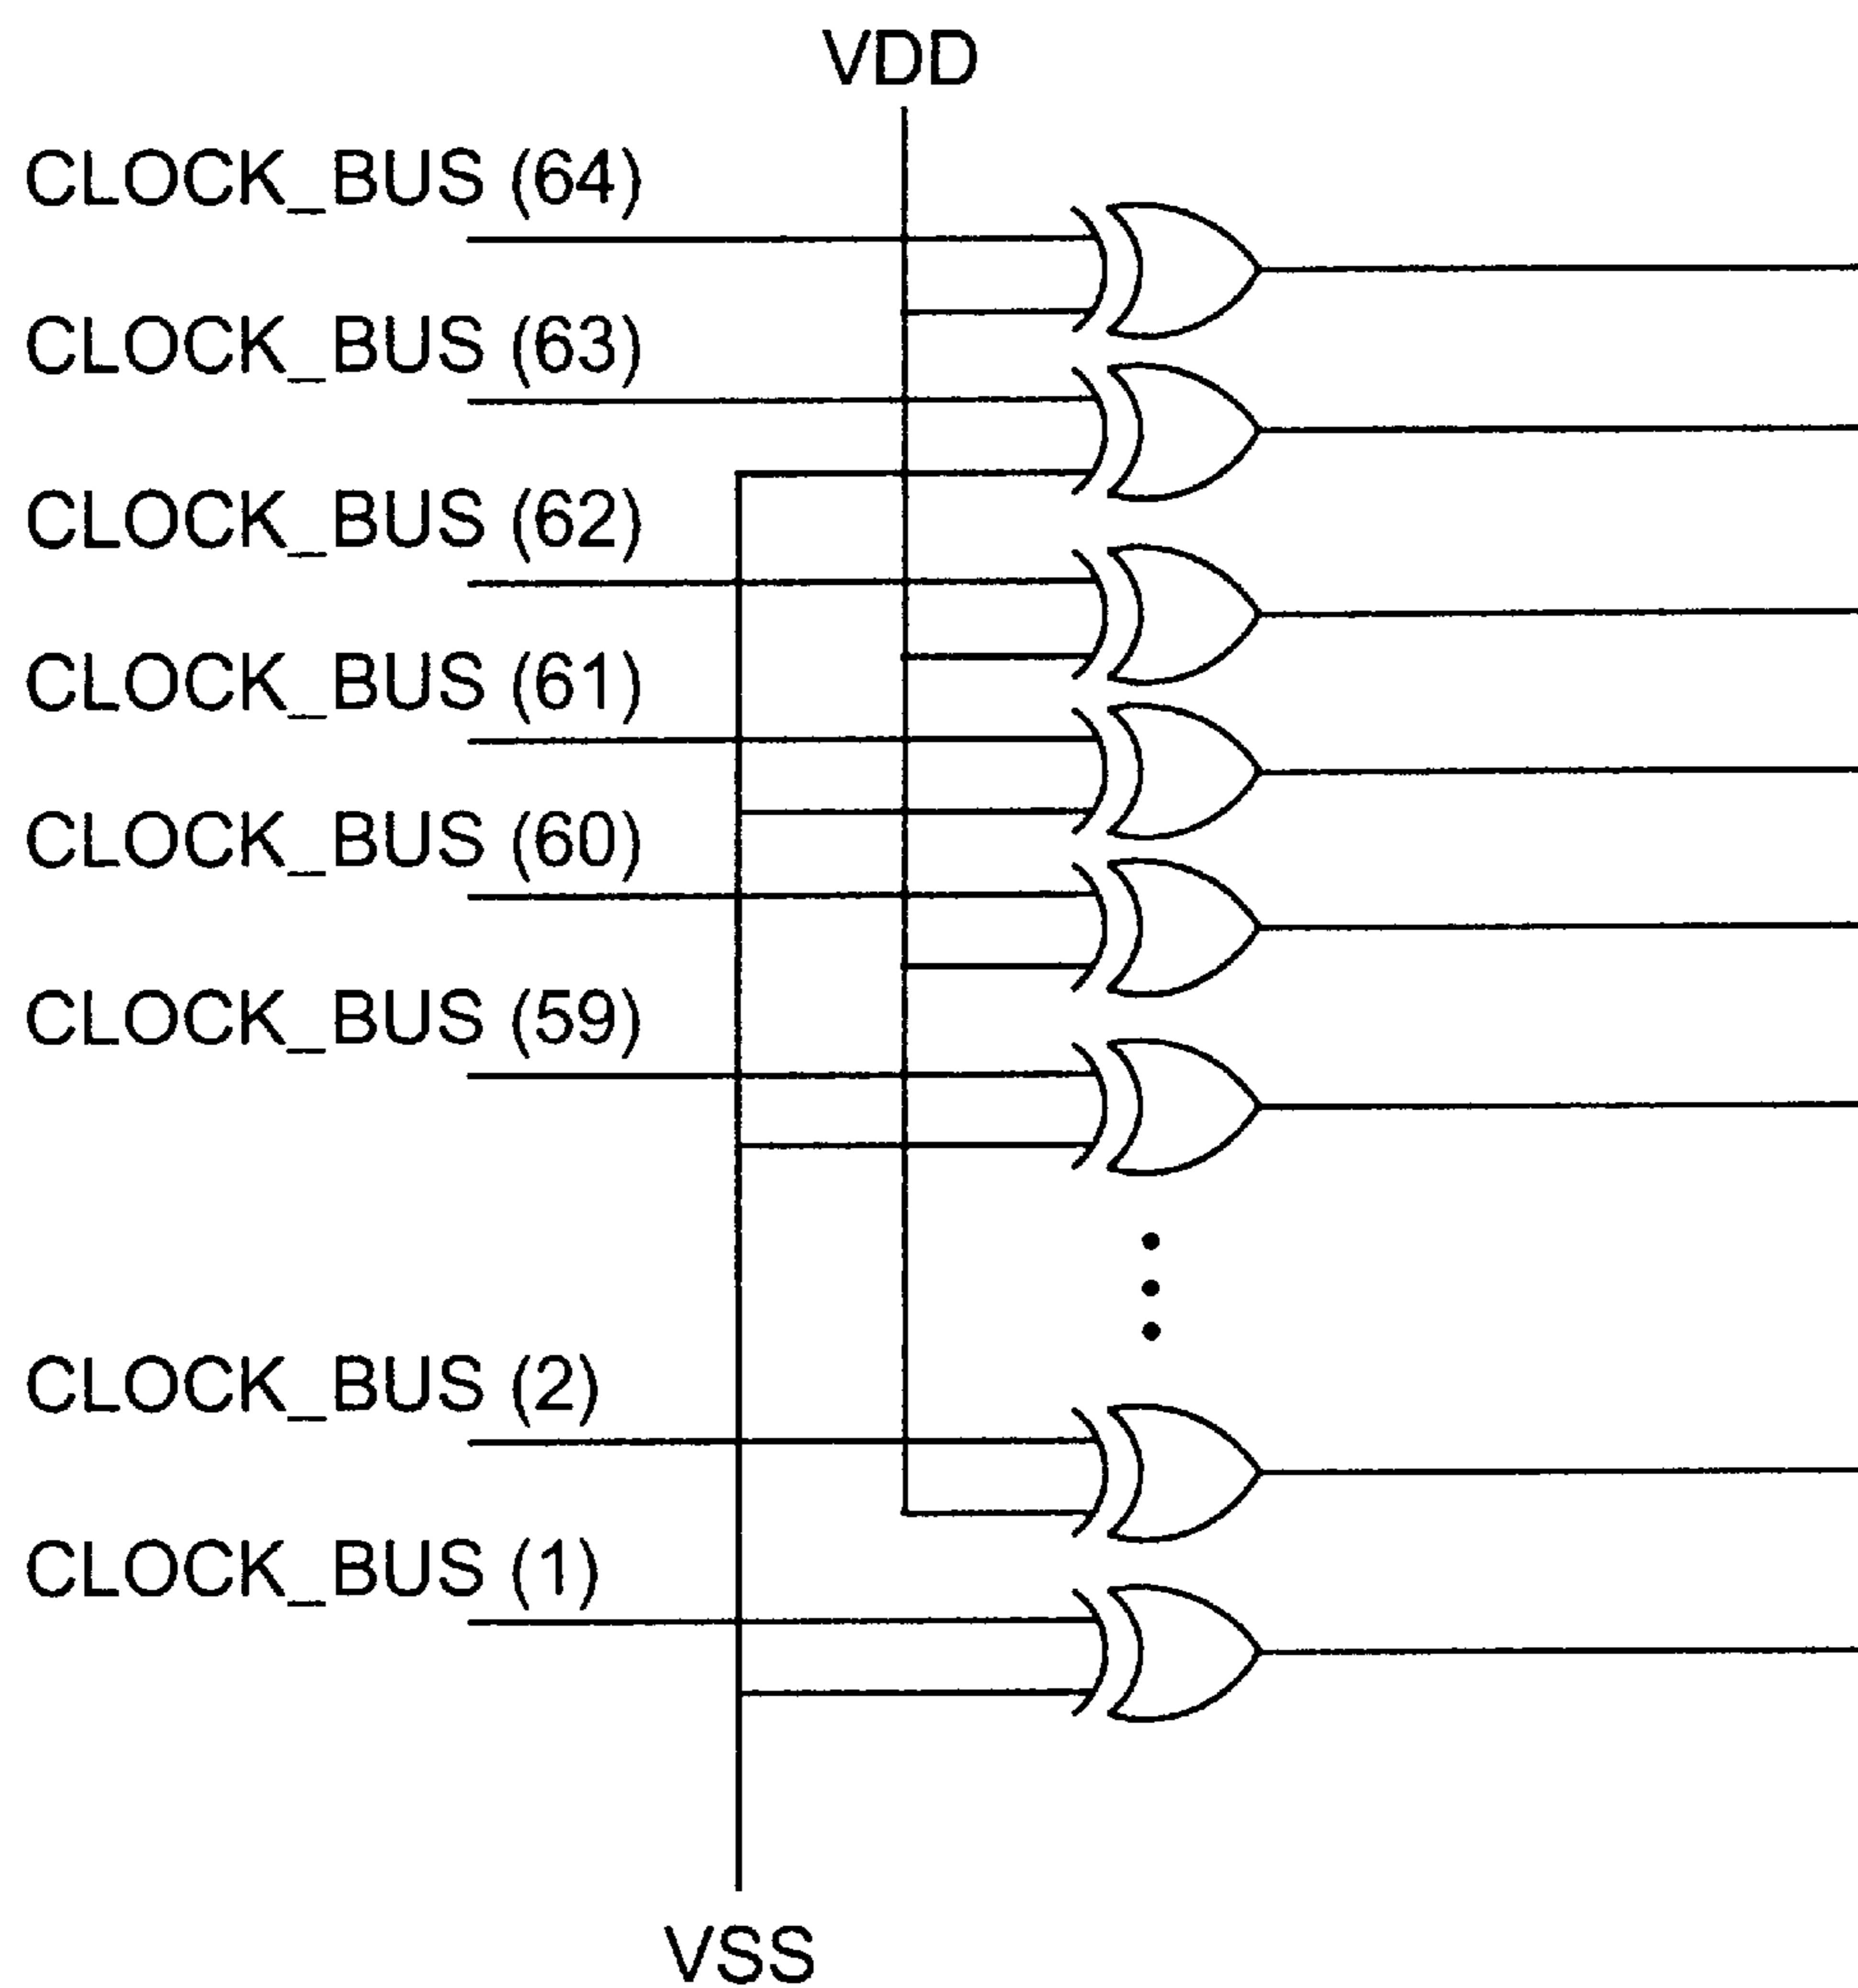 VDD
CLOCK_BUS (64)
CLOCK_BUS (63)
CLOCK_BUS (62)
CLOCK_BUS (61)
CLOCK_BUS (60)
CLOCK_BUS (59)
CLOCK_BUS (2)
CLOCK_BUS (1)
VSS